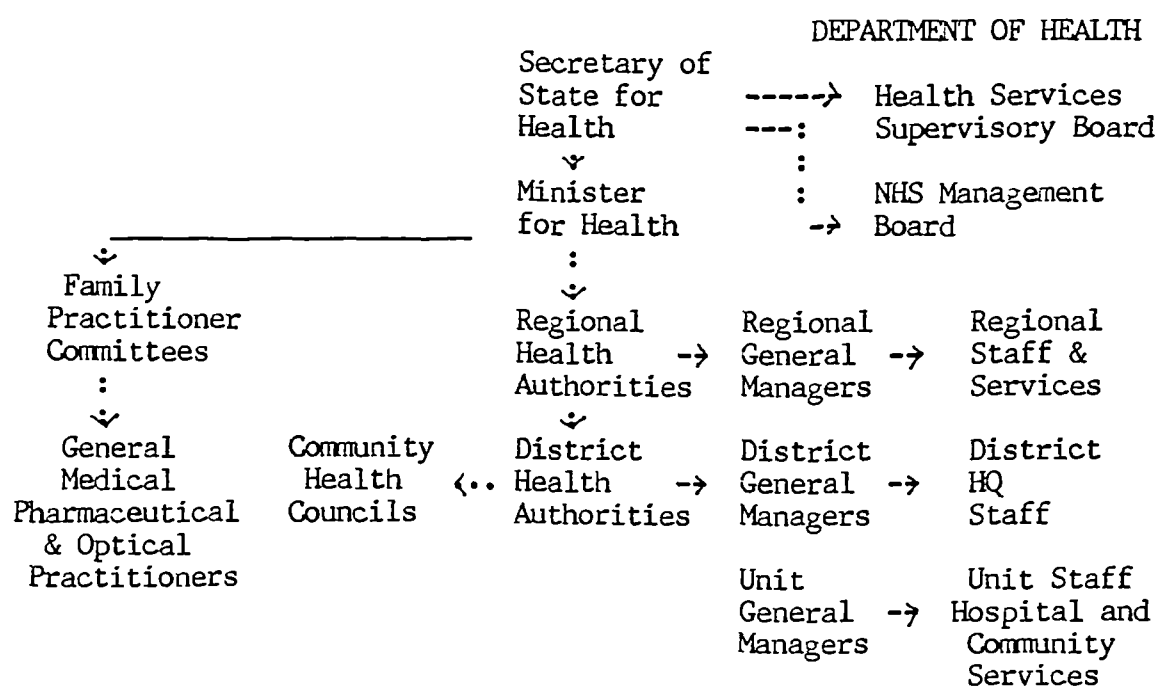 DEPARTMENT OF HEALTH
Secretary of
State for
Health
Health Services
Supervisory Board
Minister
for Health
NHS Management
Board
Family
Practitioner
Committees
Regional
Health
Authorities
Regional
General
Managers
Regional
Staff &
Services
General
Medical
Pharmaceutical
& Optical
Practitioners
Community
Health
Councils
District
Health
Authorities
District
General
Managers
District
HQ
Staff
Unit
General
Managers
Unit Staff
Hospital and
Community
Services